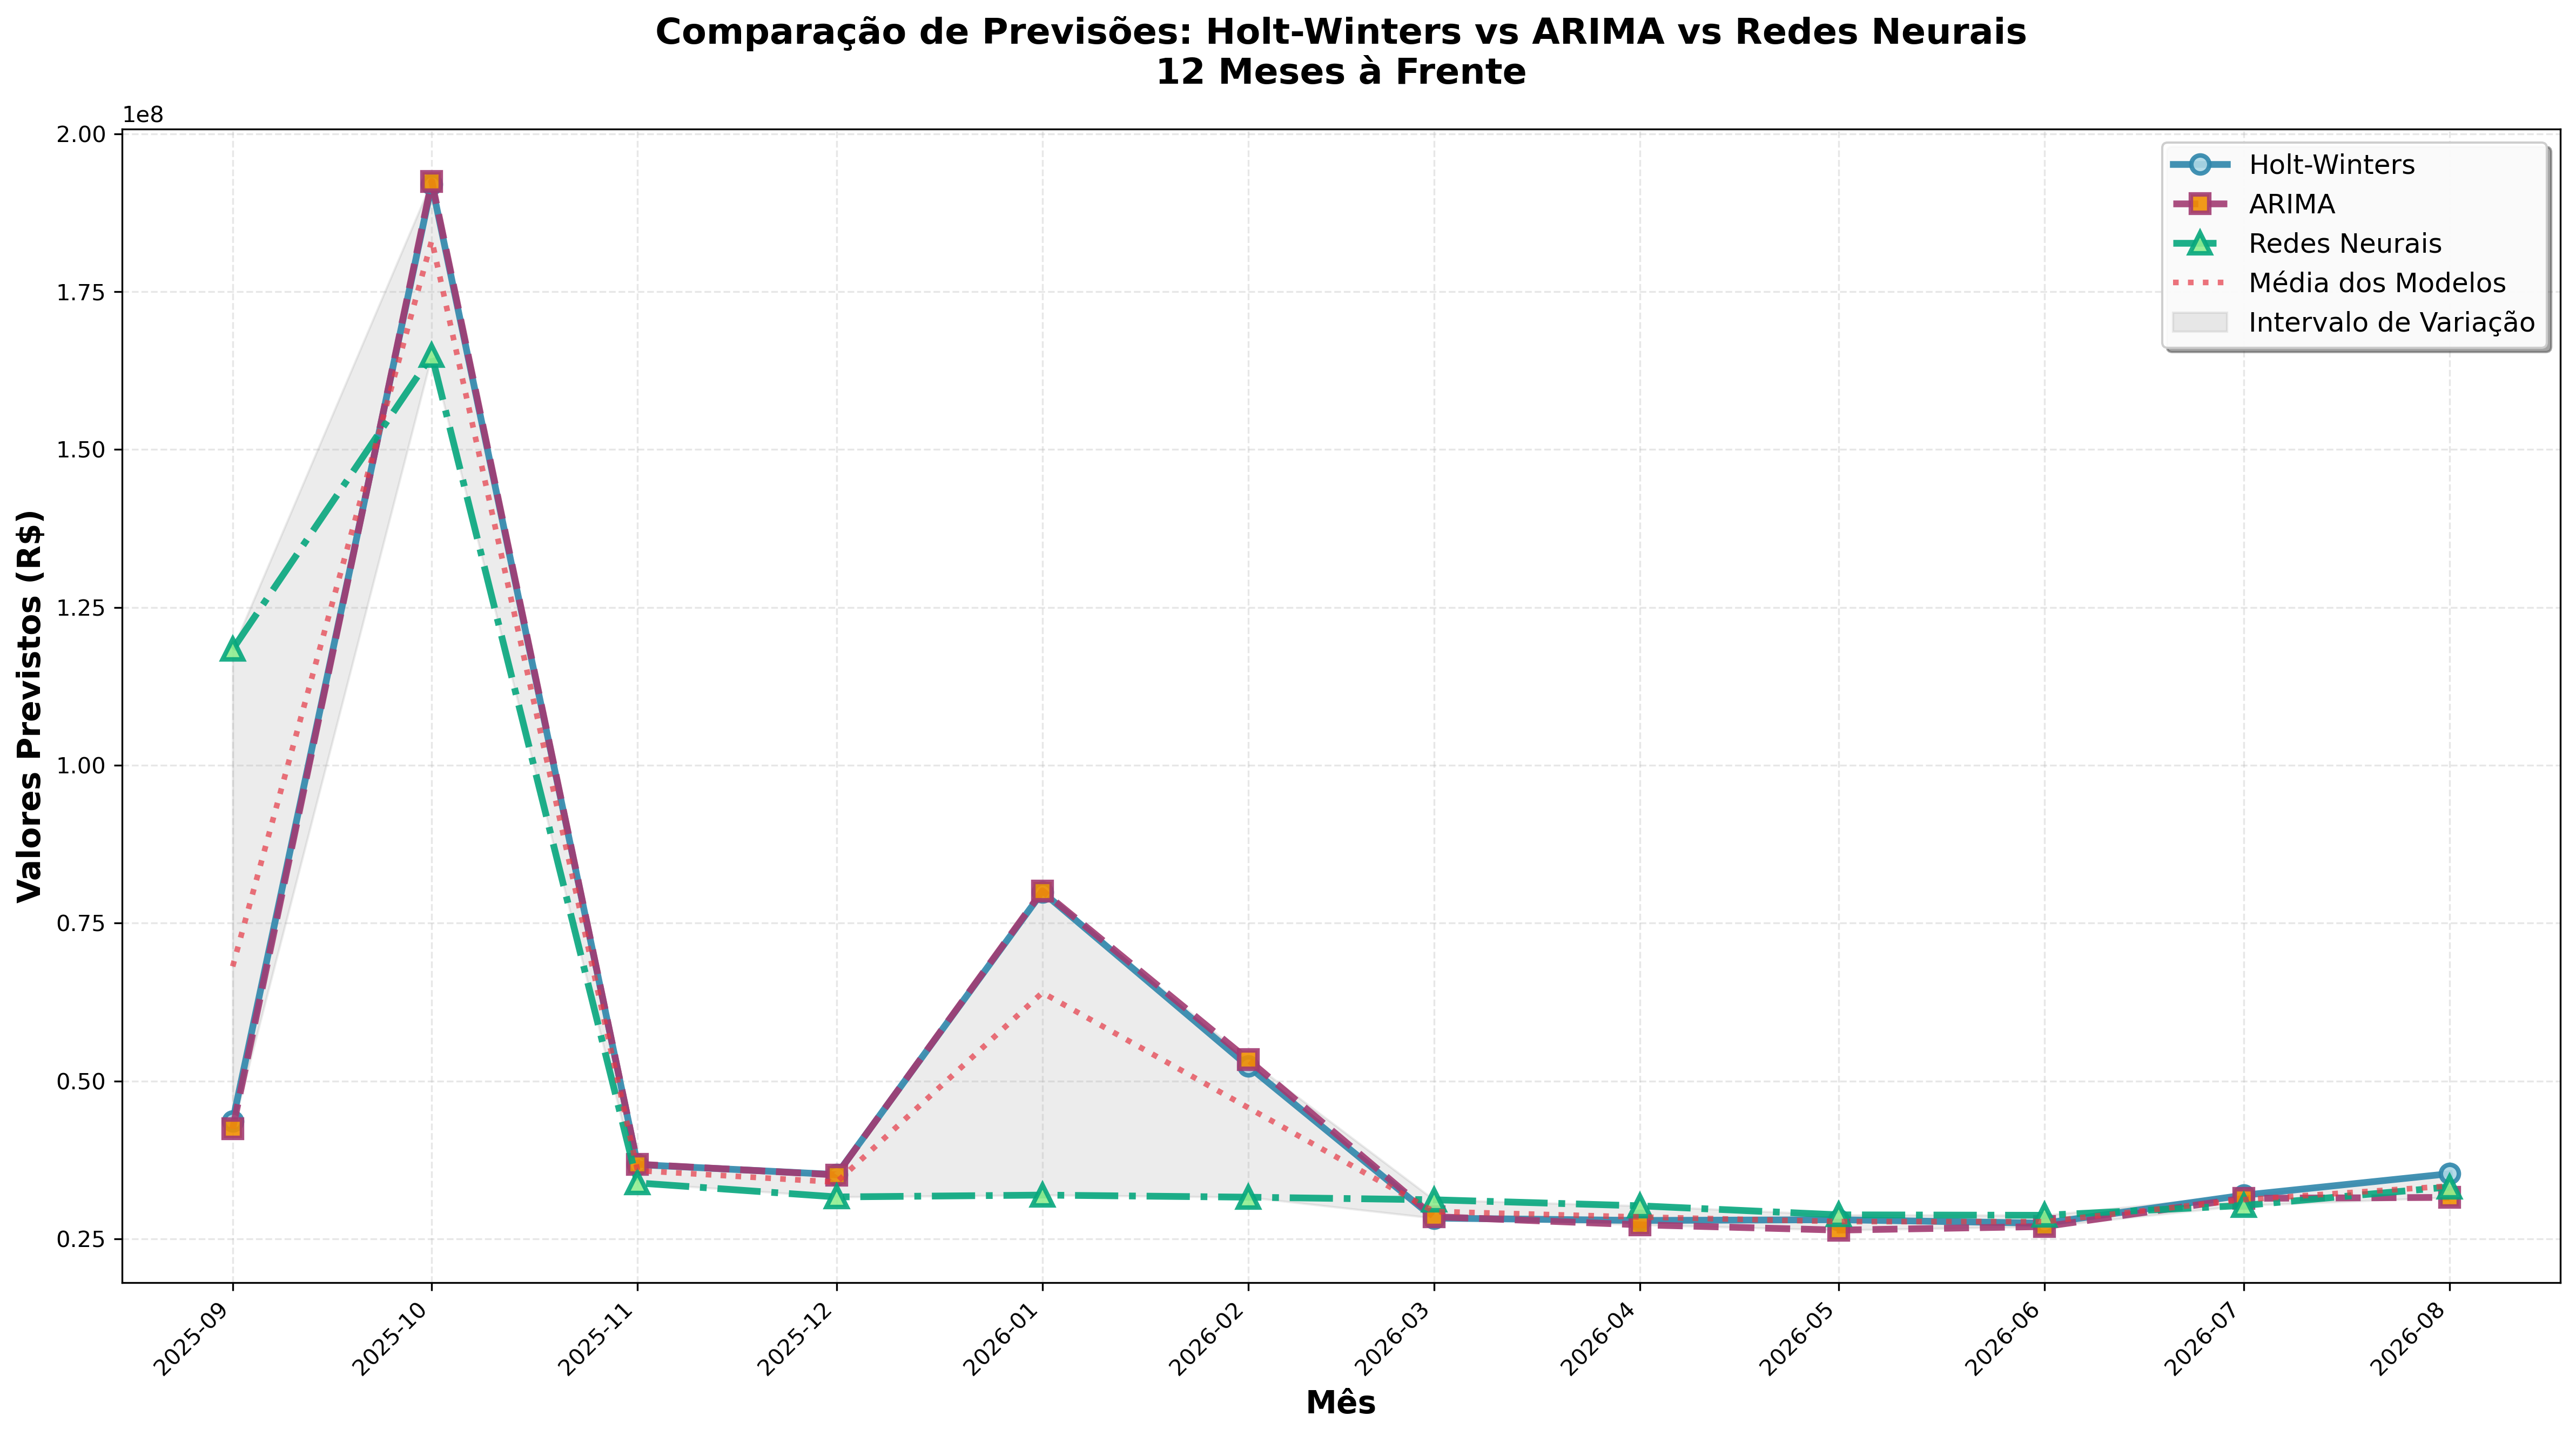 Comparação de Previsões: Holt-Winters vs ARIMA vs Redes Neurais
12 Meses à Frente
1e8
2.00
1.75
1.50
1.25
1.00
0.75
0.50
0.25
Valores Previstos (R$)
Holt-Winters
ARIMA
Redes Neurais
Média dos Modelos
Intervalo de Variação
2025-09
2025-10
2025-11
2025-12
2026-01
2026-02
2026-03
2026-04
2026-05
2026-06
2026-07
2026-08
Mês